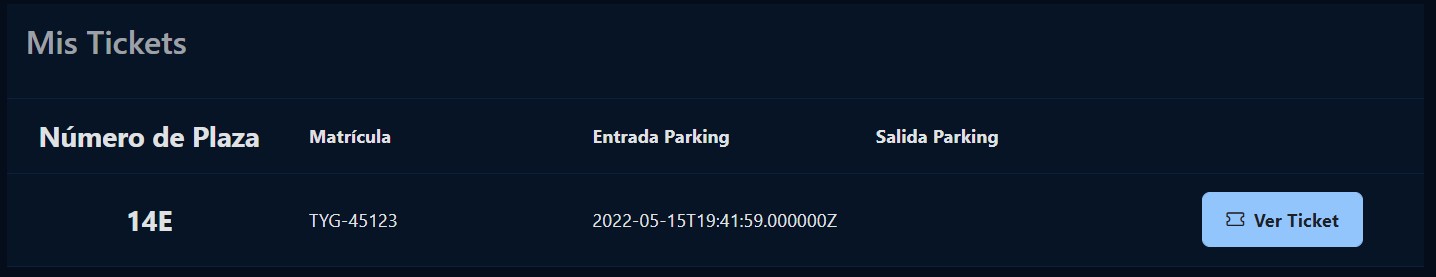 Mis Tickets
Número de Plaza Matrícula Entrada Parking Salida Parking
14E TYG-45123 2022-05-15T19:41:59.000000Z Ver Ticket